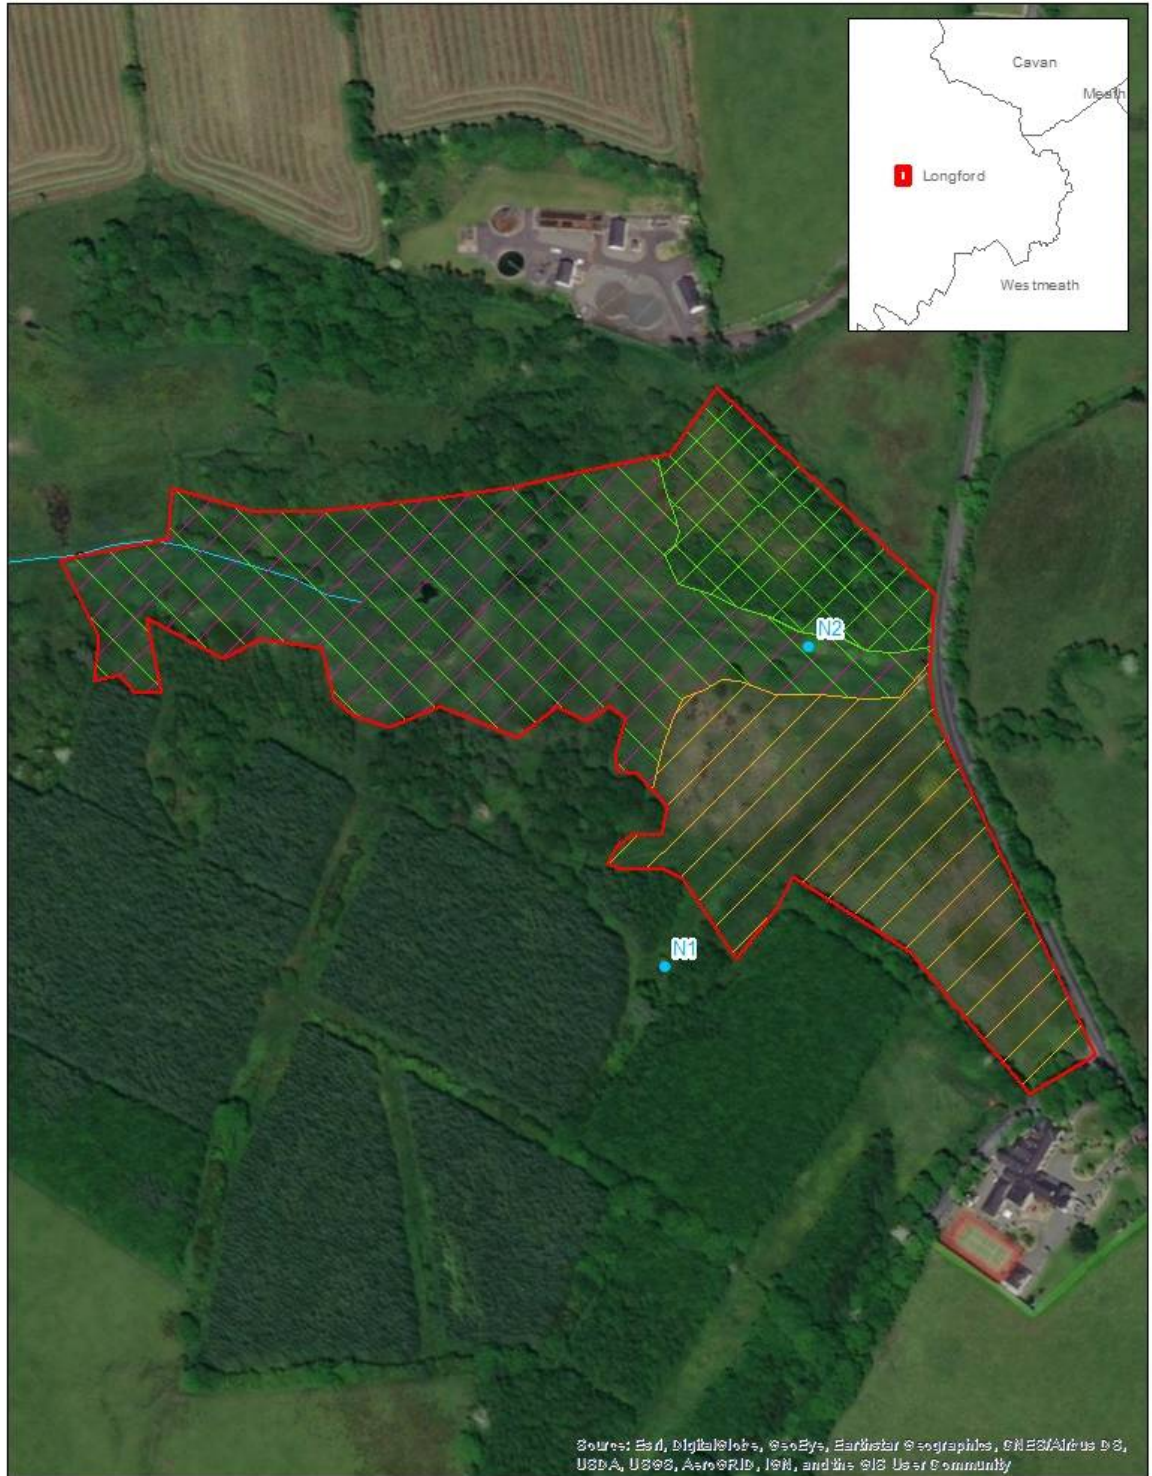 Cavan
Meath
Longford
Westmeath
N2
N1
Source: Esri, DigitalGlobe, GeoEye, Earthstar Geographics, CNES/Airbus DS,
USDA, USGS, AeroGRID, IGN, and the GIS User Community